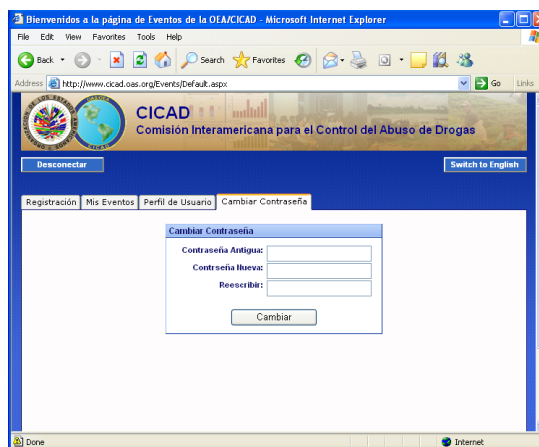 Bienvenidos a la página de Eventos de la OEA/CICAD - Microsoft Internet Explorer
File Edit View Favorites Tools Help
Back Search Favorites
Address http://www.cicad.oas.org/Events/Default.aspx Go Links
CICAD
Comisión Interamericana para el Control del Abuso de Drogas
Desconectar Switch to English
Registración Mis Eventos Perfil de Usuario Cambiar Contraseña
Cambiar Contraseña
Contraseña Antigua:
Contrseña Nueva:
Reescribir:
Cambiar
Done Internet